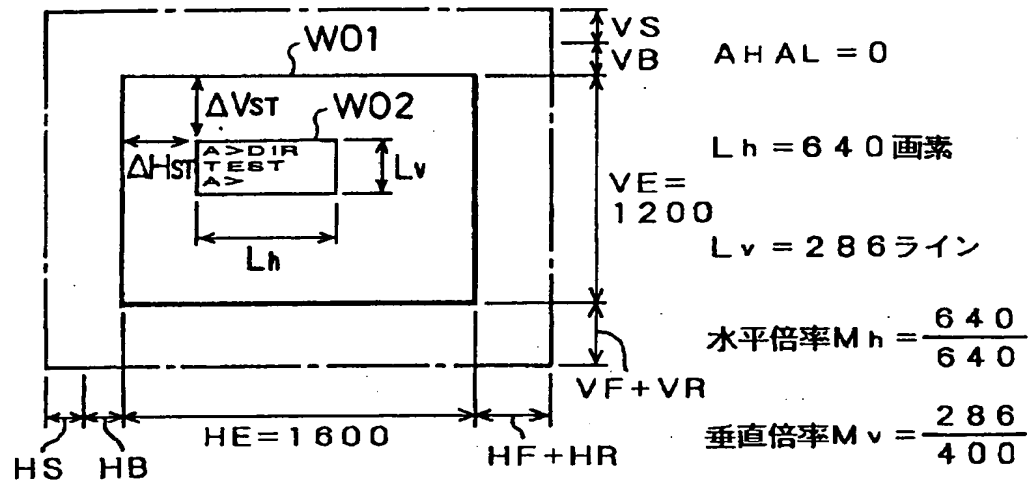 W01
VS
VB
AHAL=0
ΔVST
W02
A>DIR
TEST
A>
Lv
ΔHST
Lh
Lh=640画素
VE=
1200
Lv=286ライン
水平倍率Mh=640/640
VF+VR
HS
HB
HE=1600
HF+HR
垂直倍率Mv=286/400